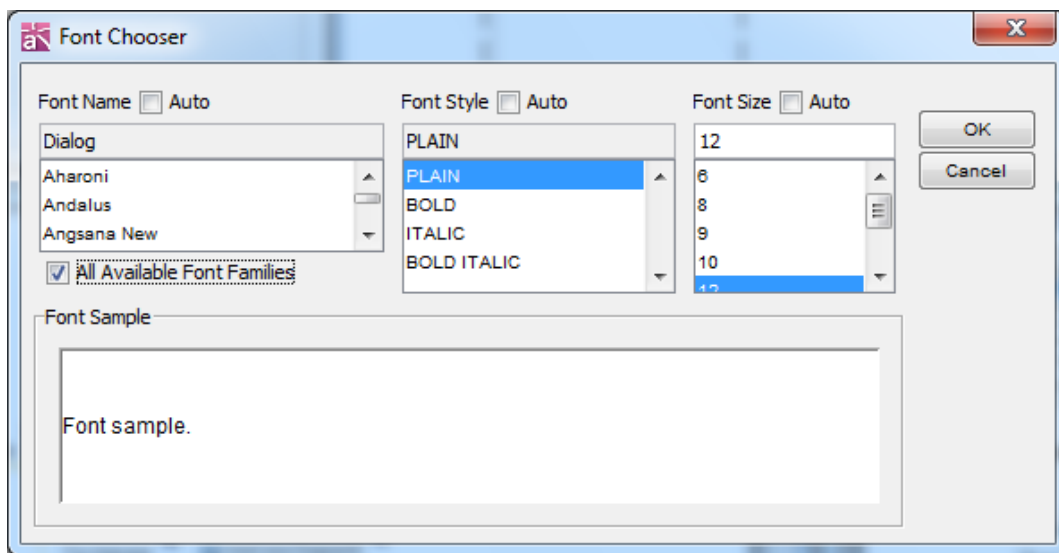 Font Chooser
Font Name Auto
Font Style Auto
Font Size Auto
Dialog
PLAIN
12
OK
Aharoni
Andalus
Angsana New
PLAIN
BOLD
ITALIC
BOLD ITALIC
6
8
9
10
12
Cancel
All Available Font Families
Font Sample
Font sample.